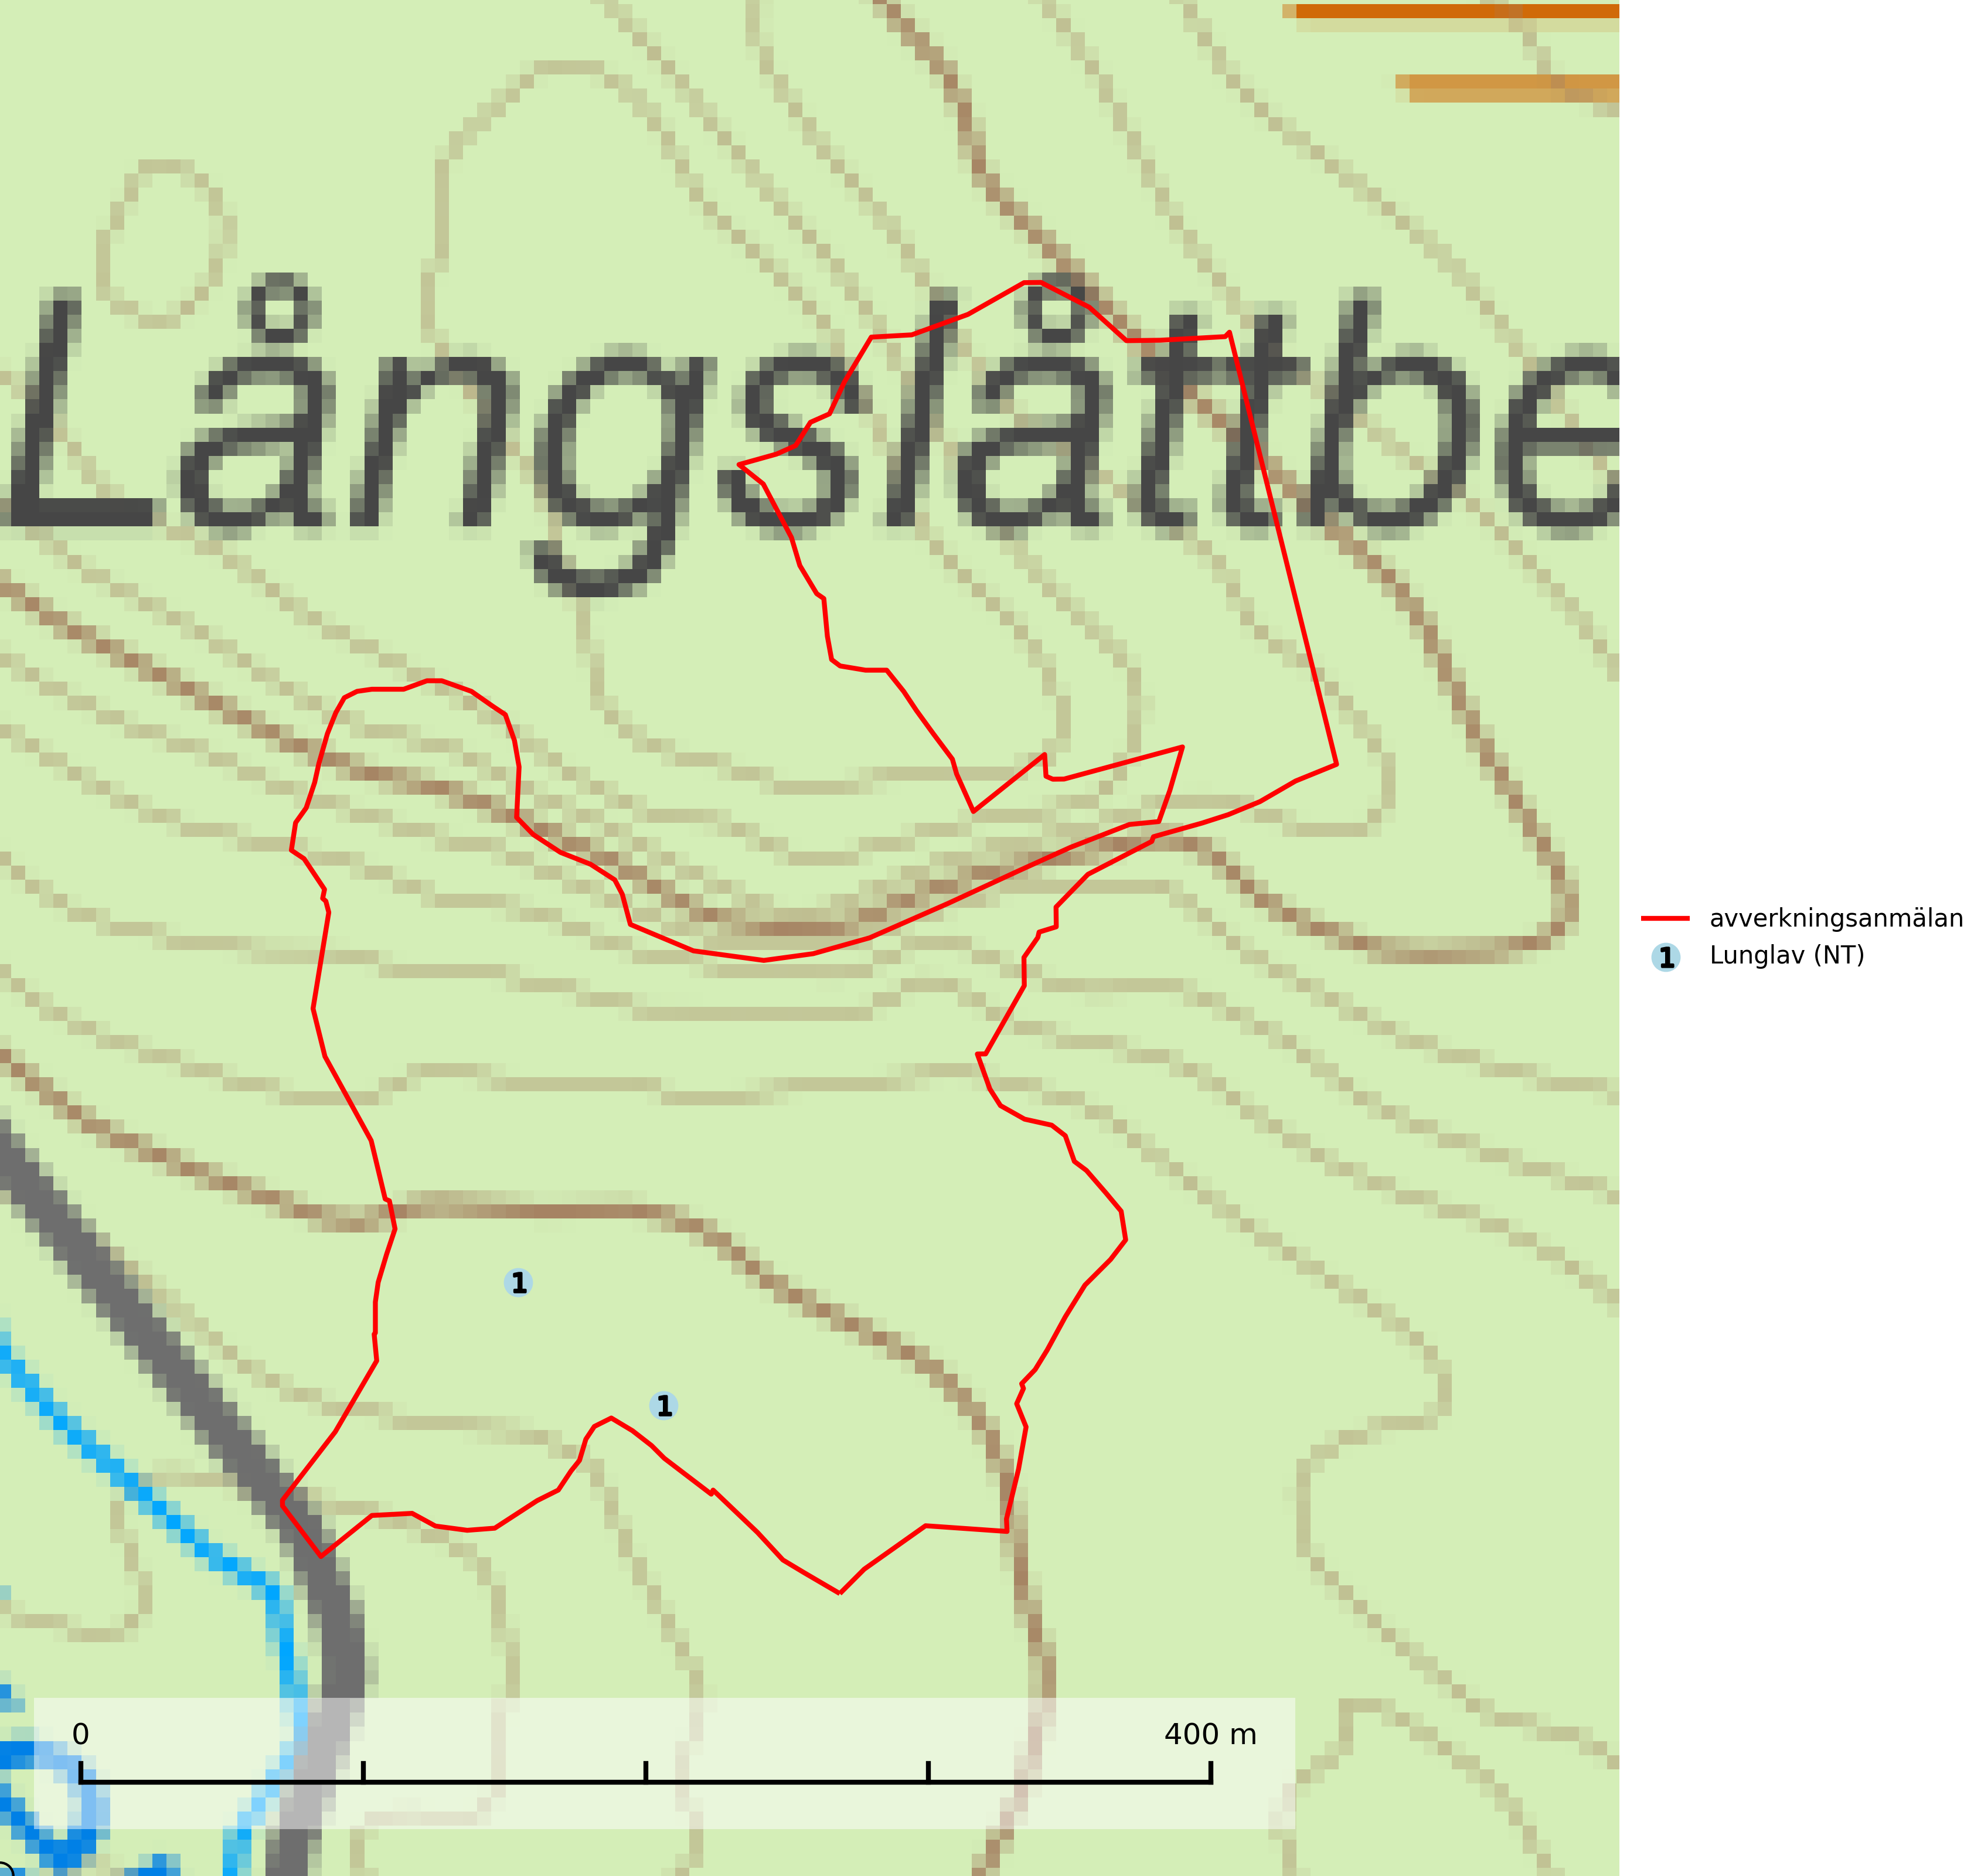 Långslåttbe
avverkningsanmälan
1 Lunglav (NT)
1
1
0 400 m